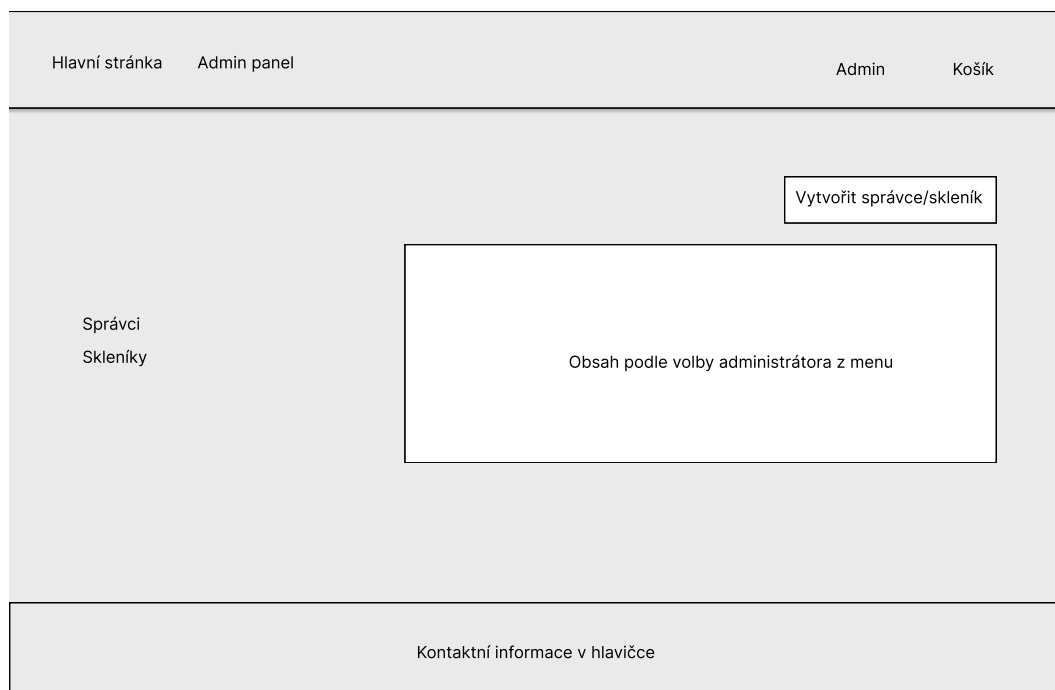 Hlavní stránka
Admin panel
Admin
Košík
Vytvořit správce/skleník
Správci
Skleníky
Obsah podle volby administrátora z menu
Kontaktní informace v hlavičce